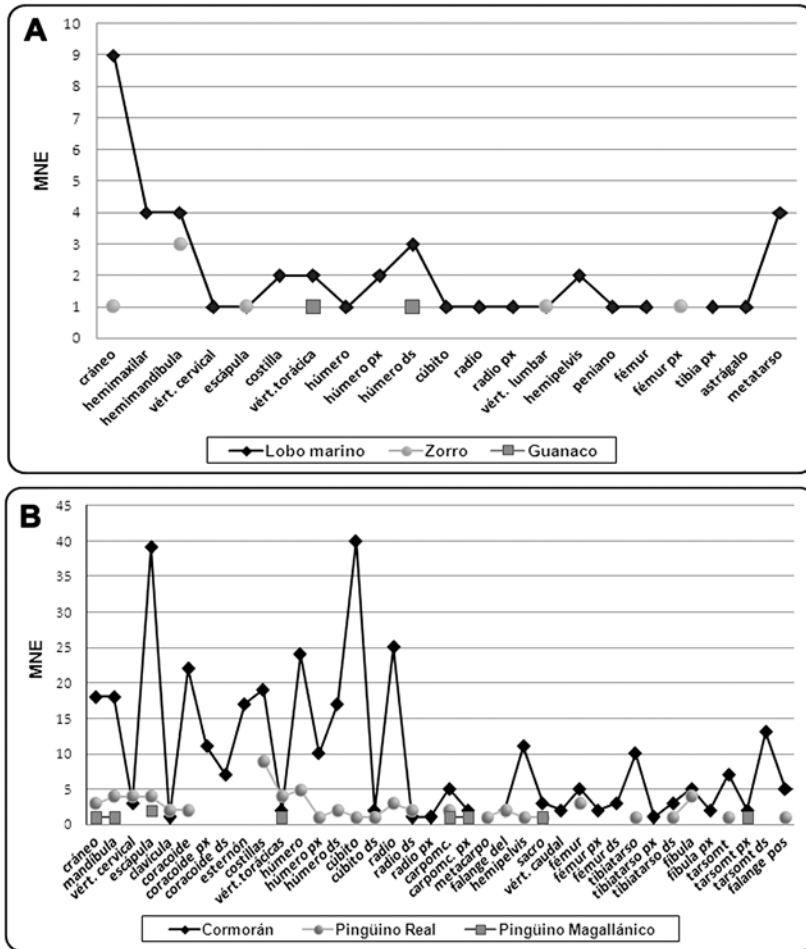 A
10
9
8
7
6
5
4
3
2
1
0
MNE
cráneo
hemimaxilar
hemimandíbula
vért. cervical
escápula
costilla
vért.torácica
húmero
húmero px
húmero ds
cúbito
radio
radio px
vért. lumbar
hemipelvis
peniano
fémur
fémur px
tibia px
astrágalo
metatarso
Lobo marino Zorro Guanaco
B
45
40
35
30
25
20
15
10
5
0
MNE
cráneo
mandíbula
vért. cervical
escápula
clavícula
coracoide
coracoide px
coracoide ds
esternón
costillas
vért.torácicas
húmero
húmero px
húmero ds
cúbito
cúbito ds
radio
radio ds
radio px
carpomc.
carpomc. px
metacarpo
falange del
hemipelvis
sacro
vért. caudal
fémur
fémur px
fémur ds
tibiatarso
tibiatarso px
tibiatarso ds
fíbula
fíbula px
tarsomt
tarsomt px
tarsomt ds
falange pos
Cormorán Pingüino Real Pingüino Magallánico